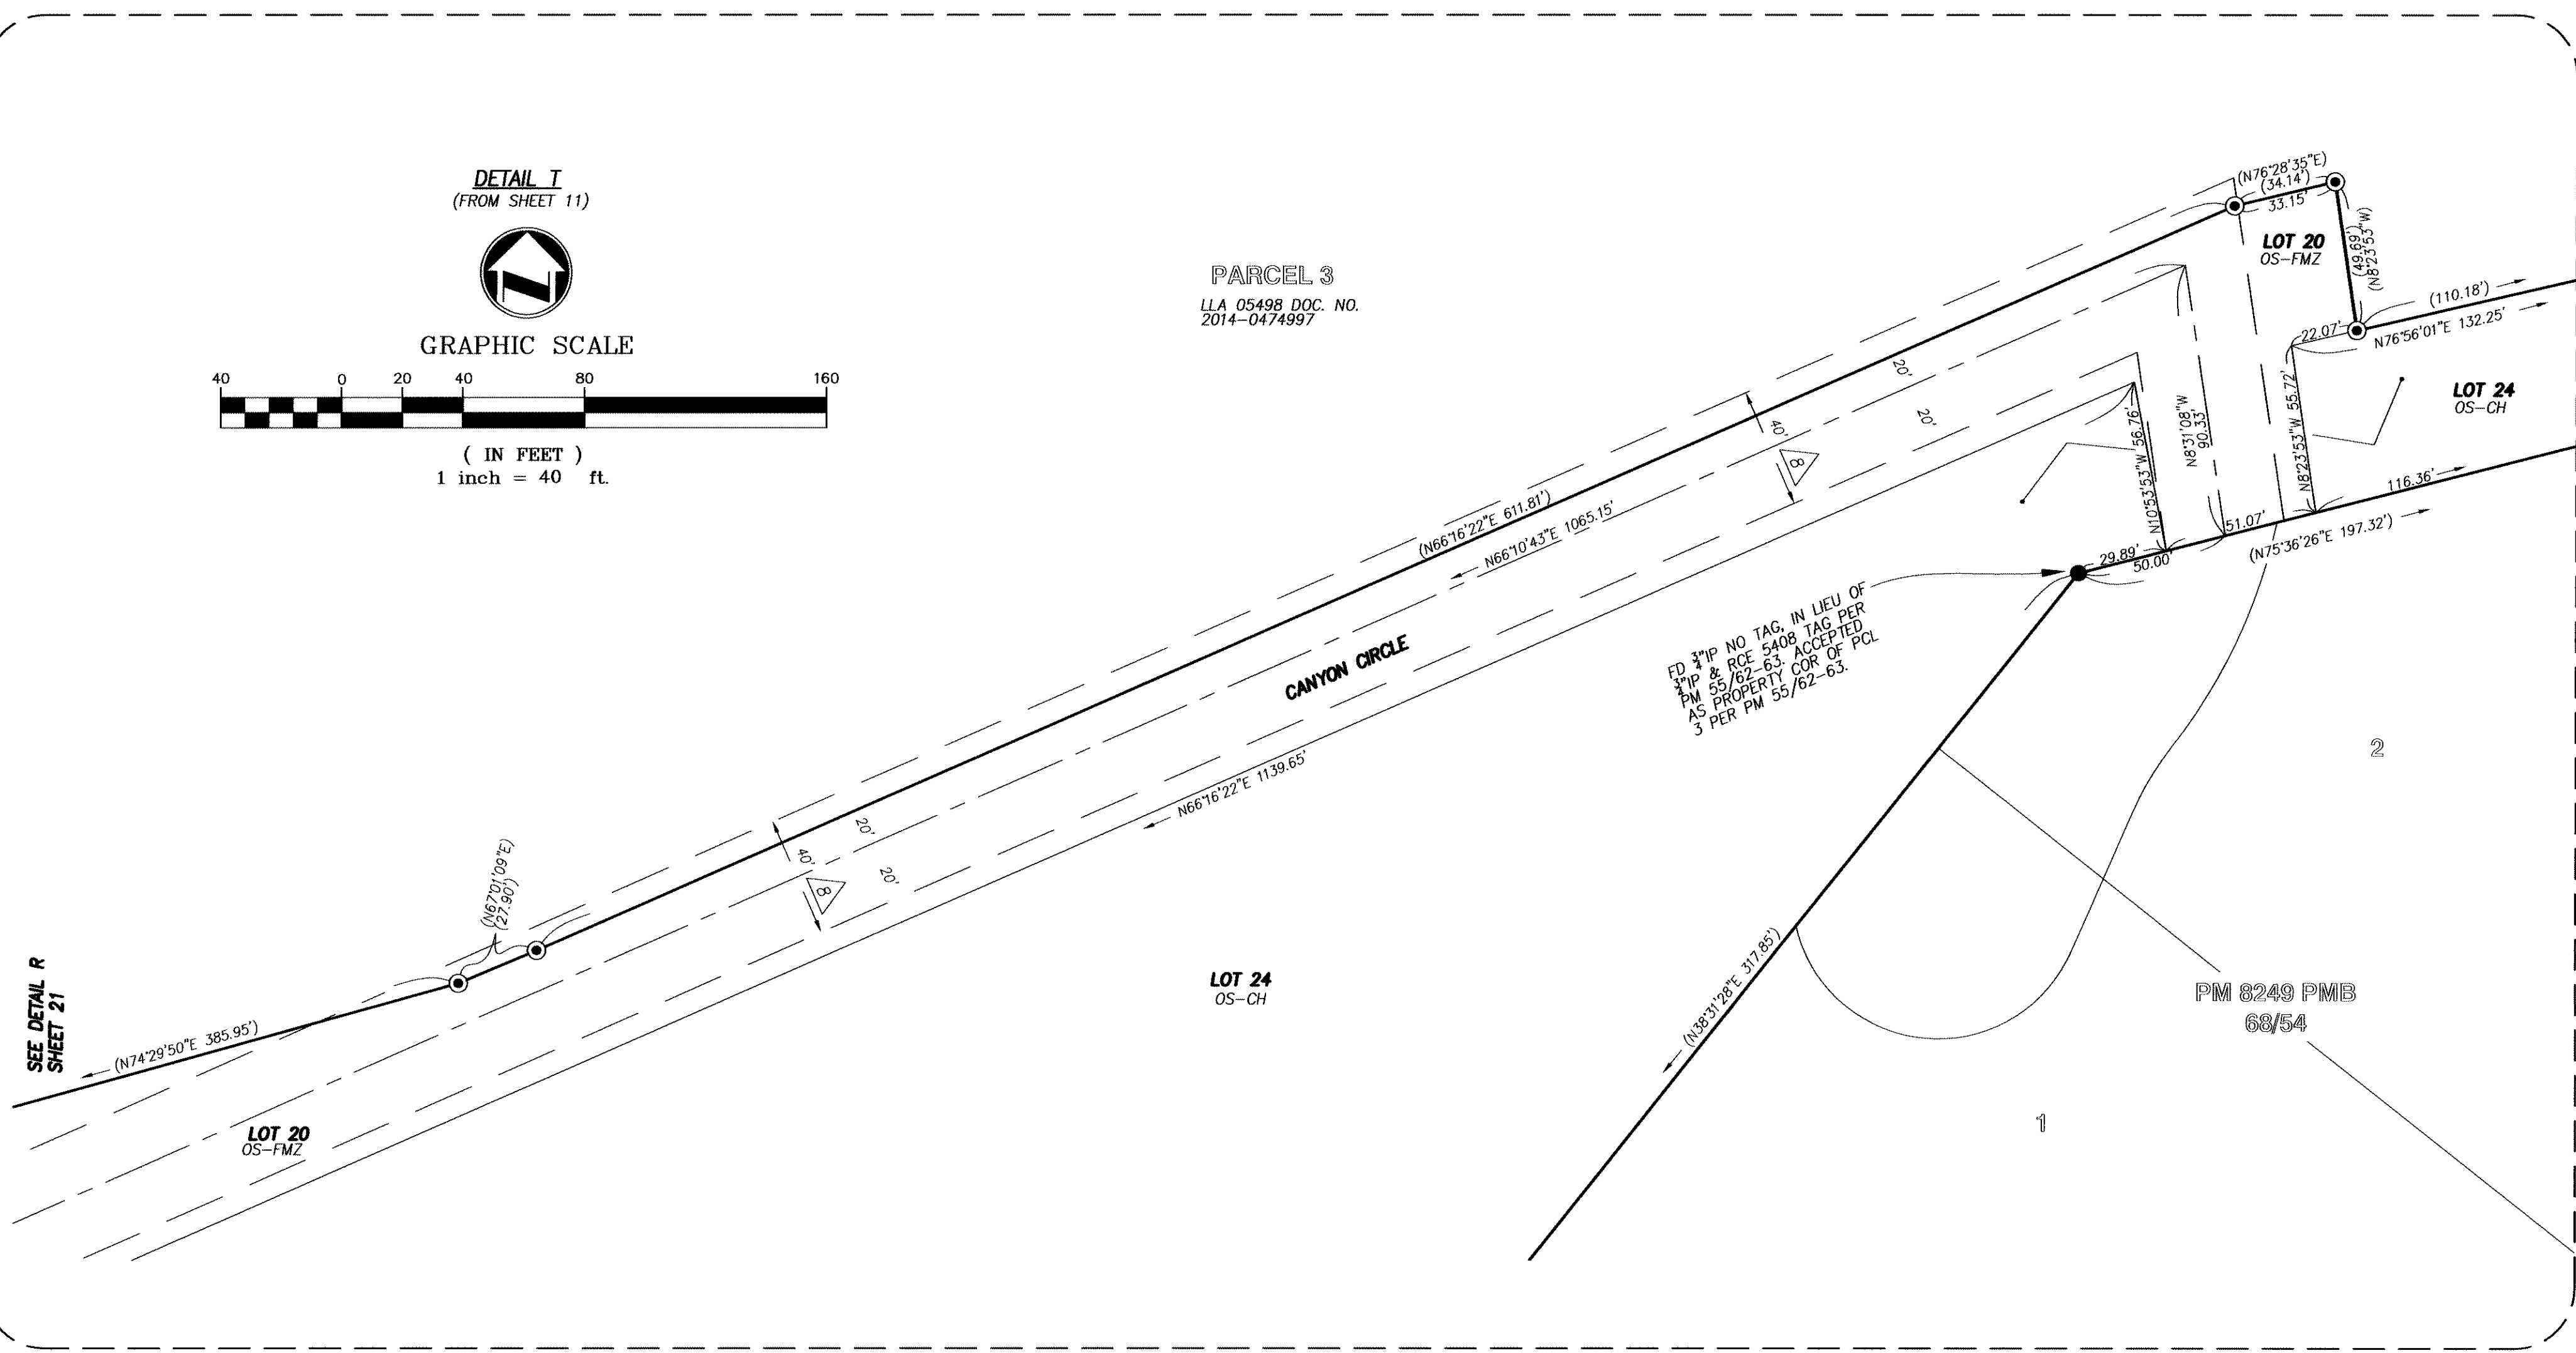 DETAIL T
(FROM SHEET 11)
GRAPHIC SCALE
40 0 20 40 80 160
( IN FEET )
1 inch = 40 ft.
PARCEL 3
LLA 05498 DOC. NO.
2014-0474997
(N76°28'35"E)
(34.14')
33.15'
LOT 20
OS-FMZ
(49.69')
(N8°23'53"W)
(110.18')
22.07'
N76°56'01"E 132.25'
LOT 24
OS-CH
N8°23'53"W 55.72'
N8°31'08"W
90.33'
N10°53'53"W 56.76'
116.36'
51.07'
(N75°36'26"E 197.32')
29.89'
50.00'
20'
20'
40'
8
(N66°16'22"E 611.81')
N66°10'43"E 1065.15'
CANYON CIRCLE
N66°16'22"E 1139.65'
FD 3/4"IP NO TAG, IN LIEU OF
3/4"IP & RCE 5408 TAG PER
PM 55/62-63. ACCEPTED
AS PROPERTY COR OF PCL
3 PER PM 55/62-63.
2
20'
40'
20'
8
(N67°01'09"E)
(27.90')
SEE DETAIL R
SHEET 21
(N74°29'50"E 385.95')
LOT 20
OS-FMZ
LOT 24
OS-CH
(N38°31'28"E 317.85')
PM 8249 PMB
68/54
1